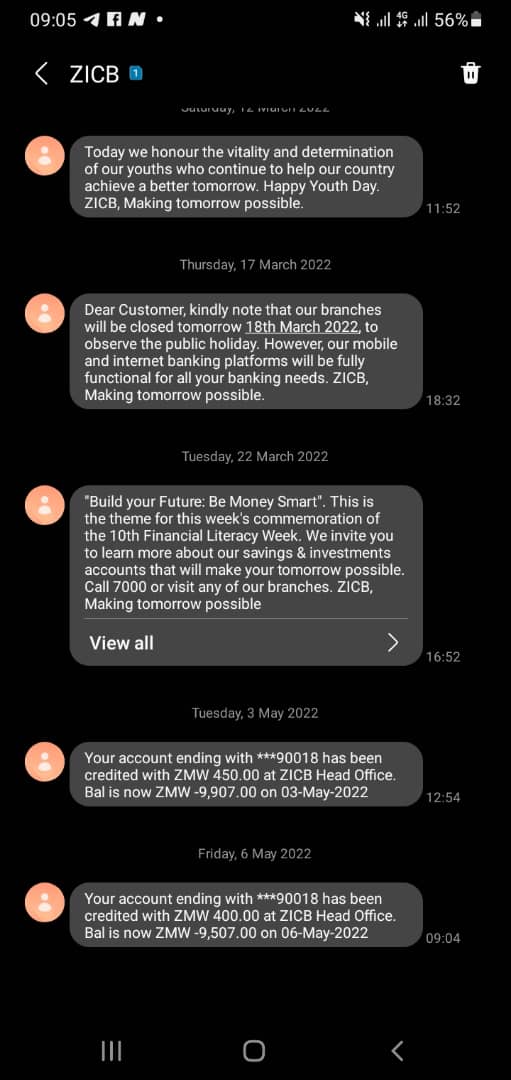 09:05
4G
56%
ZICB 1
Saturday, 12 March 2022
Today we honour the vitality and determination
of our youths who continue to help our country
achieve a better tomorrow. Happy Youth Day.
ZICB, Making tomorrow possible.
11:52
Thursday, 17 March 2022
Dear Customer, kindly note that our branches
will be closed tomorrow 18th March 2022, to
observe the public holiday. However, our mobile
and internet banking platforms will be fully
functional for all your banking needs. ZICB,
Making tomorrow possible.
18:32
Tuesday, 22 March 2022
"Build your Future: Be Money Smart". This is
the theme for this week's commemoration of
the 10th Financial Literacy Week. We invite you
to learn more about our savings & investments
accounts that will make your tomorrow possible.
Call 7000 or visit any of our branches. ZICB,
Making tomorrow possible
View all
16:52
Tuesday, 3 May 2022
Your account ending with ***90018 has been
credited with ZMW 450.00 at ZICB Head Office.
Bal is now ZMW -9,907.00 on 03-May-2022
12:54
Friday, 6 May 2022
Your account ending with ***90018 has been
credited with ZMW 400.00 at ZICB Head Office.
Bal is now ZMW -9,507.00 on 06-May-2022
09:04